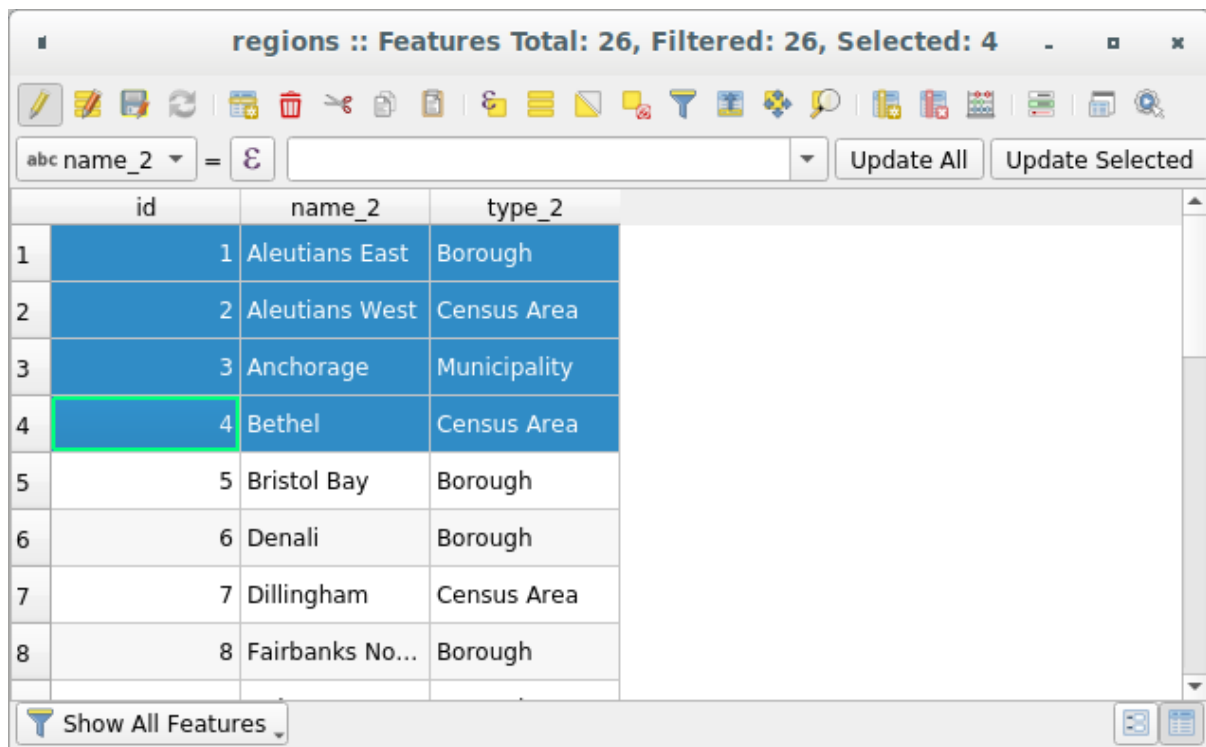 regions :: Features Total: 26, Filtered: 26, Selected: 4
abc name_2 = ε Update All Update Selected
id name_2 type_2
1 1 Aleutians East Borough
2 2 Aleutians West Census Area
3 3 Anchorage Municipality
4 4 Bethel Census Area
5 5 Bristol Bay Borough
6 6 Denali Borough
7 7 Dillingham Census Area
8 8 Fairbanks No... Borough
Show All Features